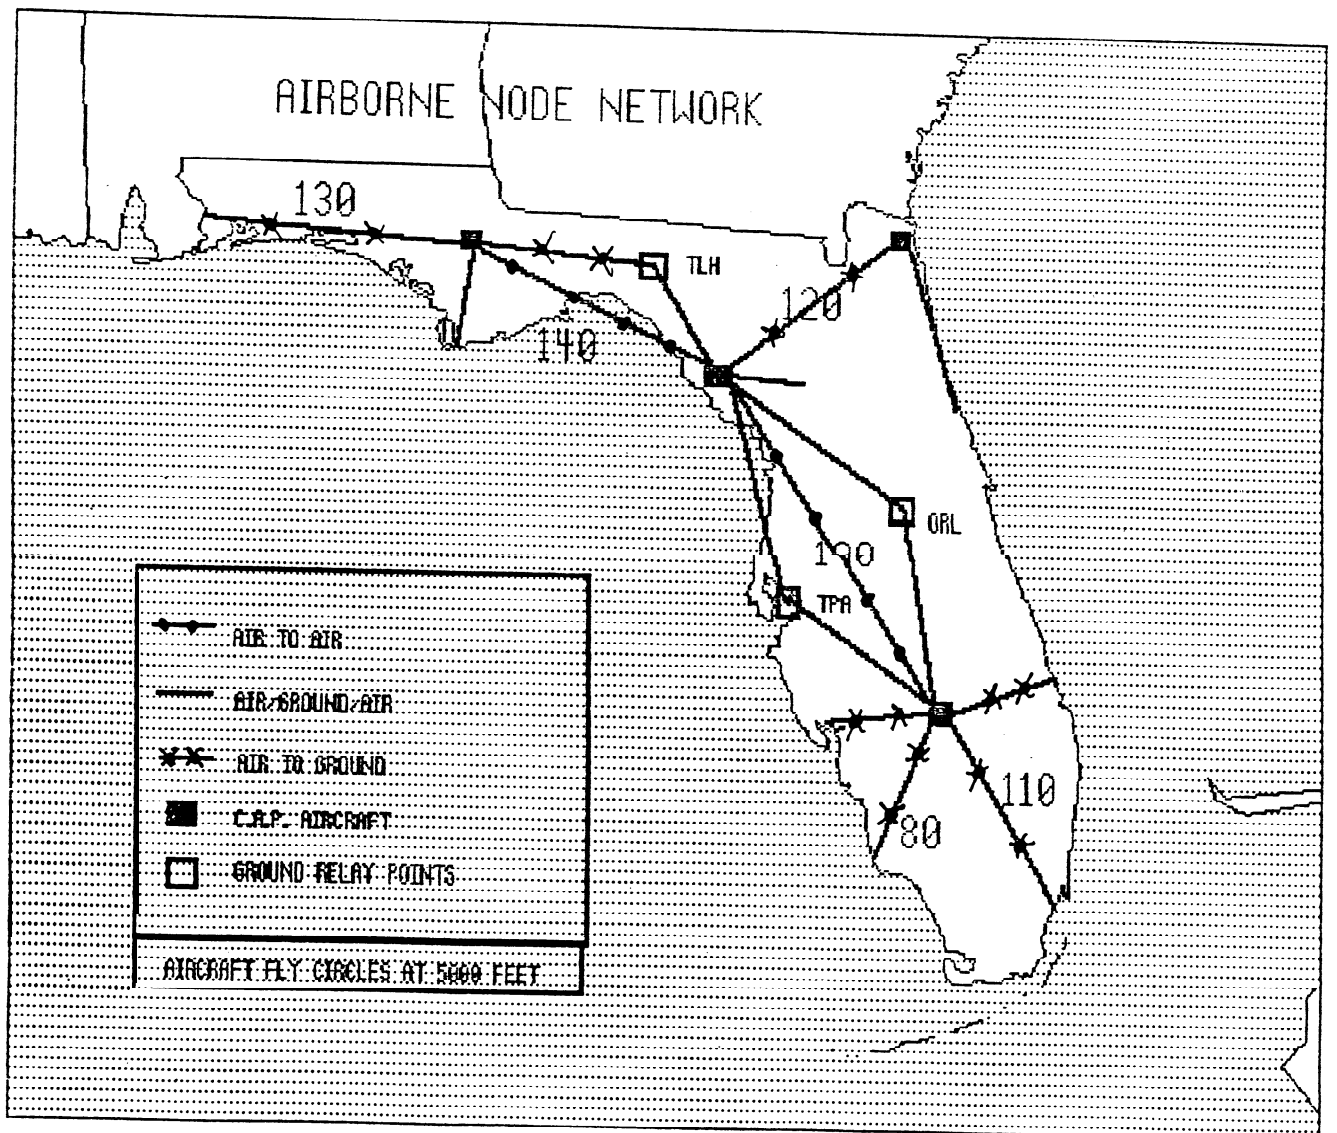 AIRBORNE NODE NETWORK
130
TLH
120
140
ORL
TPA
110
80
AIR TO AIR
AIR/GROUND/AIR
AIR TO GROUND
C.A.P. AIRCRAFT
GROUND RELAY POINTS
AIRCRAFT FLY CIRCLES AT 5000 FEET